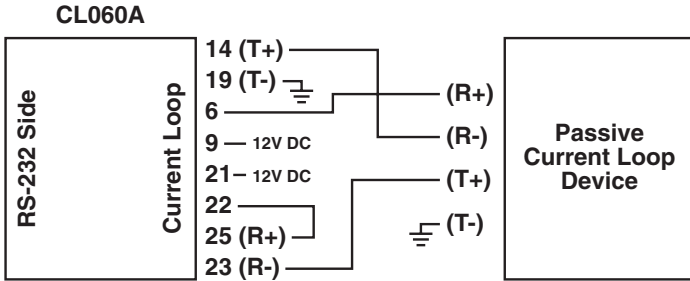 CL060A
RS-232 Side
Current Loop
14 (T+)
19 (T-)
6
9 12V DC
21 12V DC
22
25 (R+)
23 (R-)
(R+)
(R-)
(T+)
(T-)
Passive
Current Loop
Device